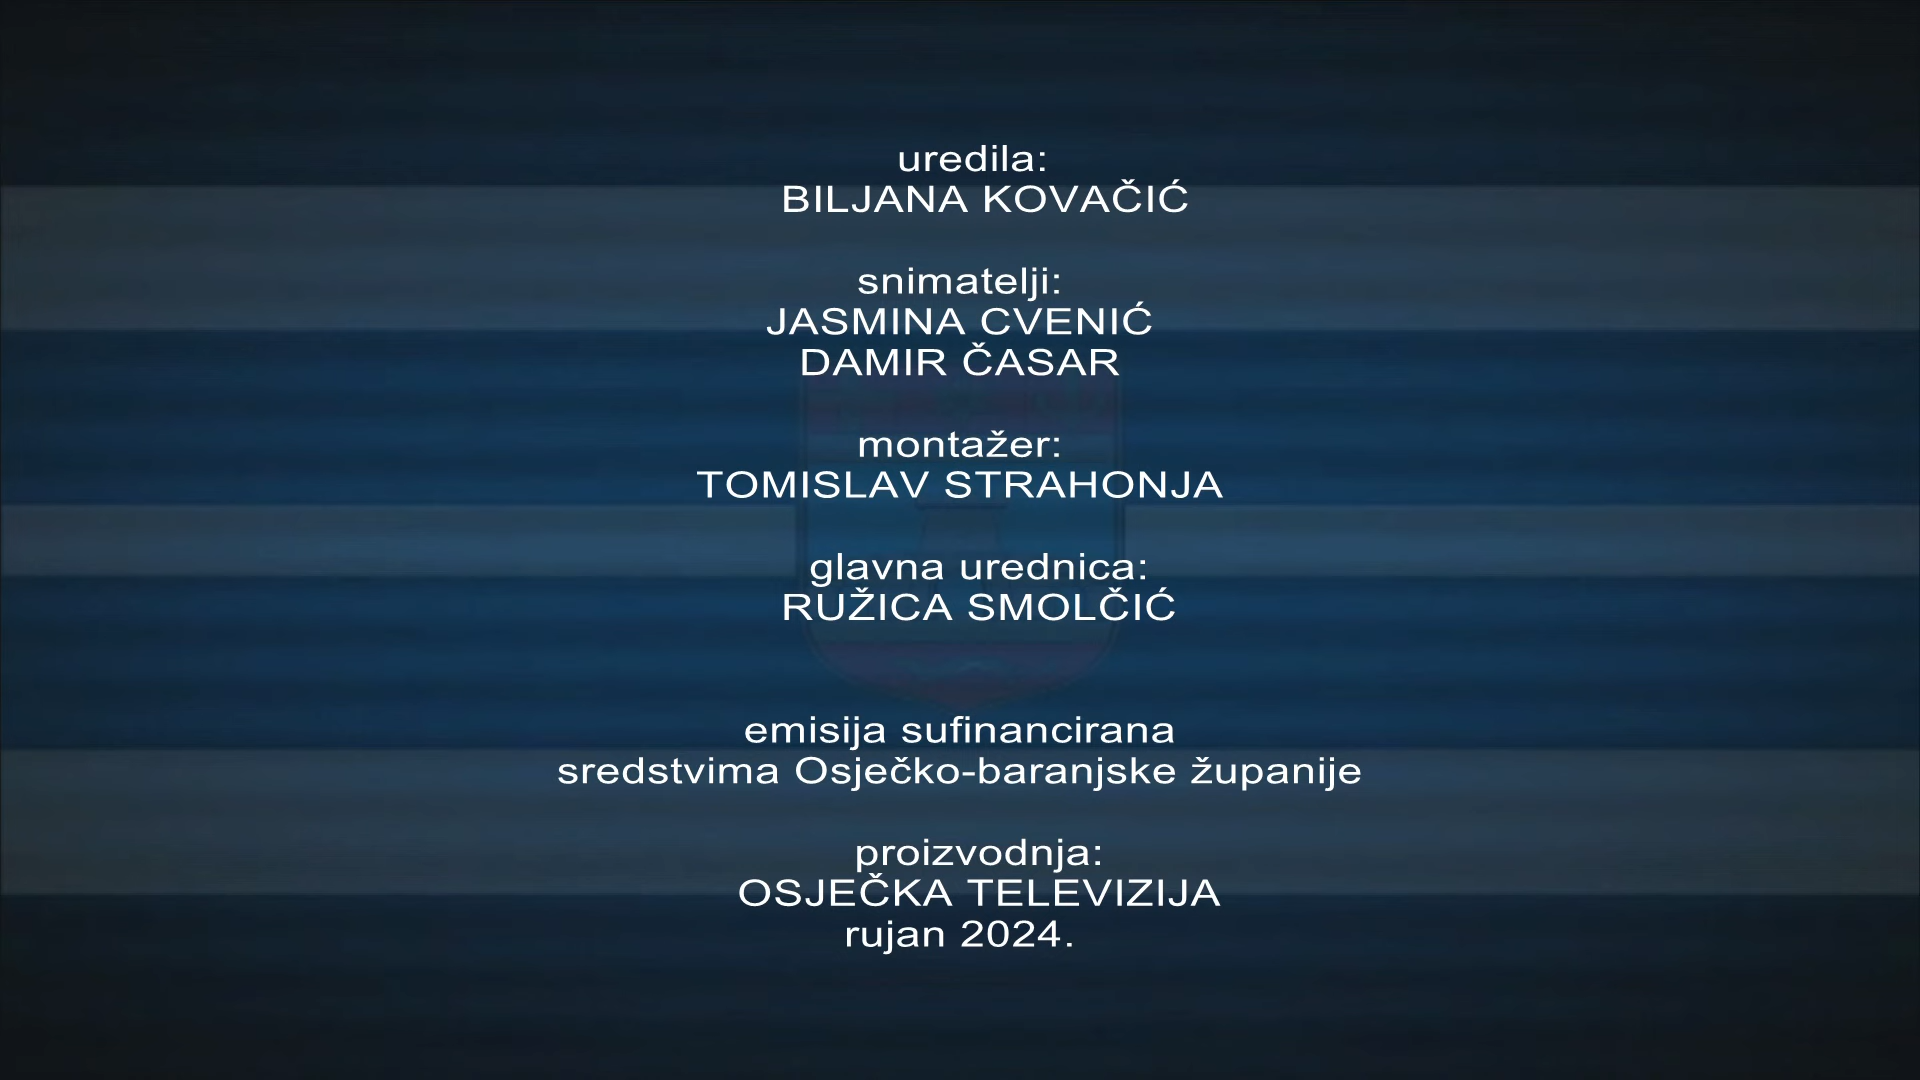 uredila:
BILJANA KOVAČIĆ
snimatelji:
JASMINA CVENIĆ
DAMIR ČASAR
montažer:
TOMISLAV STRAHONJA
glavna urednica:
RUŽICA SMOLČIĆ
emisija sufinancirana
sredstvima Osječko-baranjske županije
proizvodnja:
OSJEČKA TELEVIZIJA
rujan 2024.